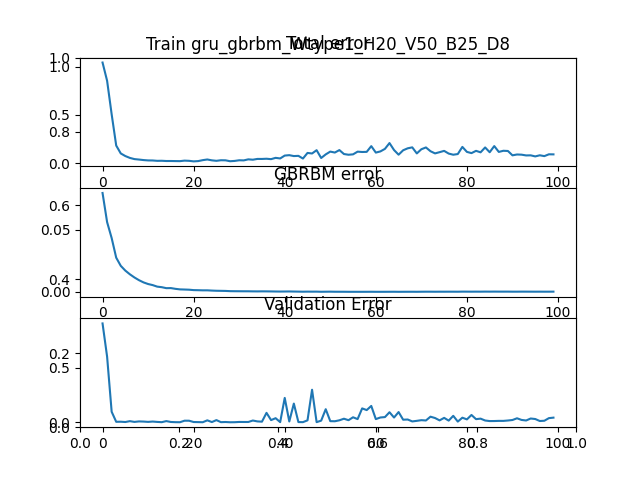 Train gru_gbrbm_Wtype1_H20_V50_B25_D8
Total error
1.0
1.0
0.5
0.8
0.0
0 20 40 60 80 100
GBRBM error
0.6
0.05
0.4
0.00
0 20 40 60 80 100
Validation Error
0.2
0.5
0.0
0.0
0 20 40 60 80 100
0.0 0.2 0.4 0.6 0.8 1.0